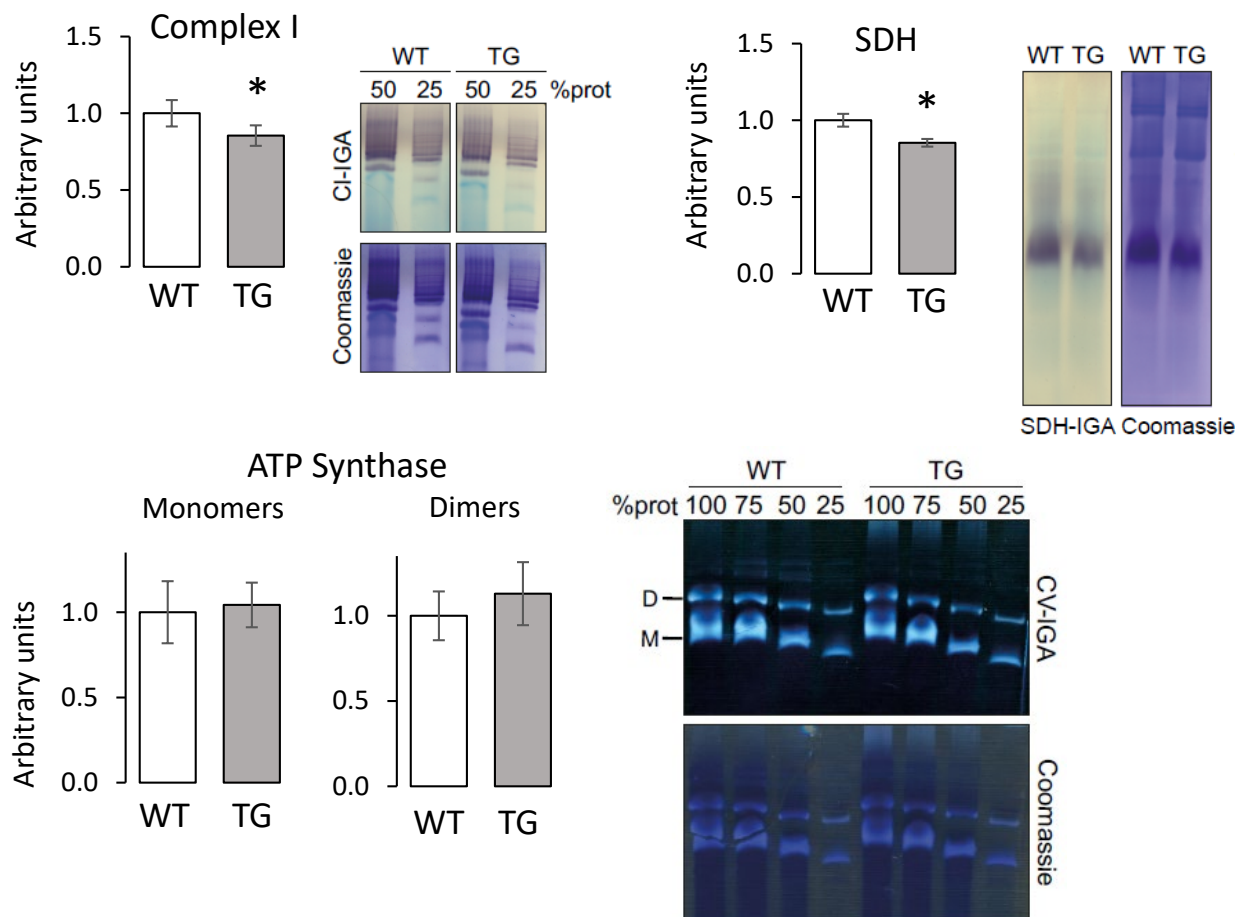 Complex I
Arbitrary units
1.5
1.0
0.5
0.0
*
WT TG
WT TG
50 25 50 25 %prot
CI-IGA
Coomassie
SDH
Arbitrary units
1.5
1.0
0.5
0.0
*
WT TG
WT TG WT TG
SDH-IGA Coomassie
ATP Synthase
Monomers
Arbitrary units
1.0
0.5
0.0
WT TG
Dimers
1.0
0.5
0.0
WT TG
WT TG
%prot 100 75 50 25 100 75 50 25
D
M
CV-IGA
Coomassie